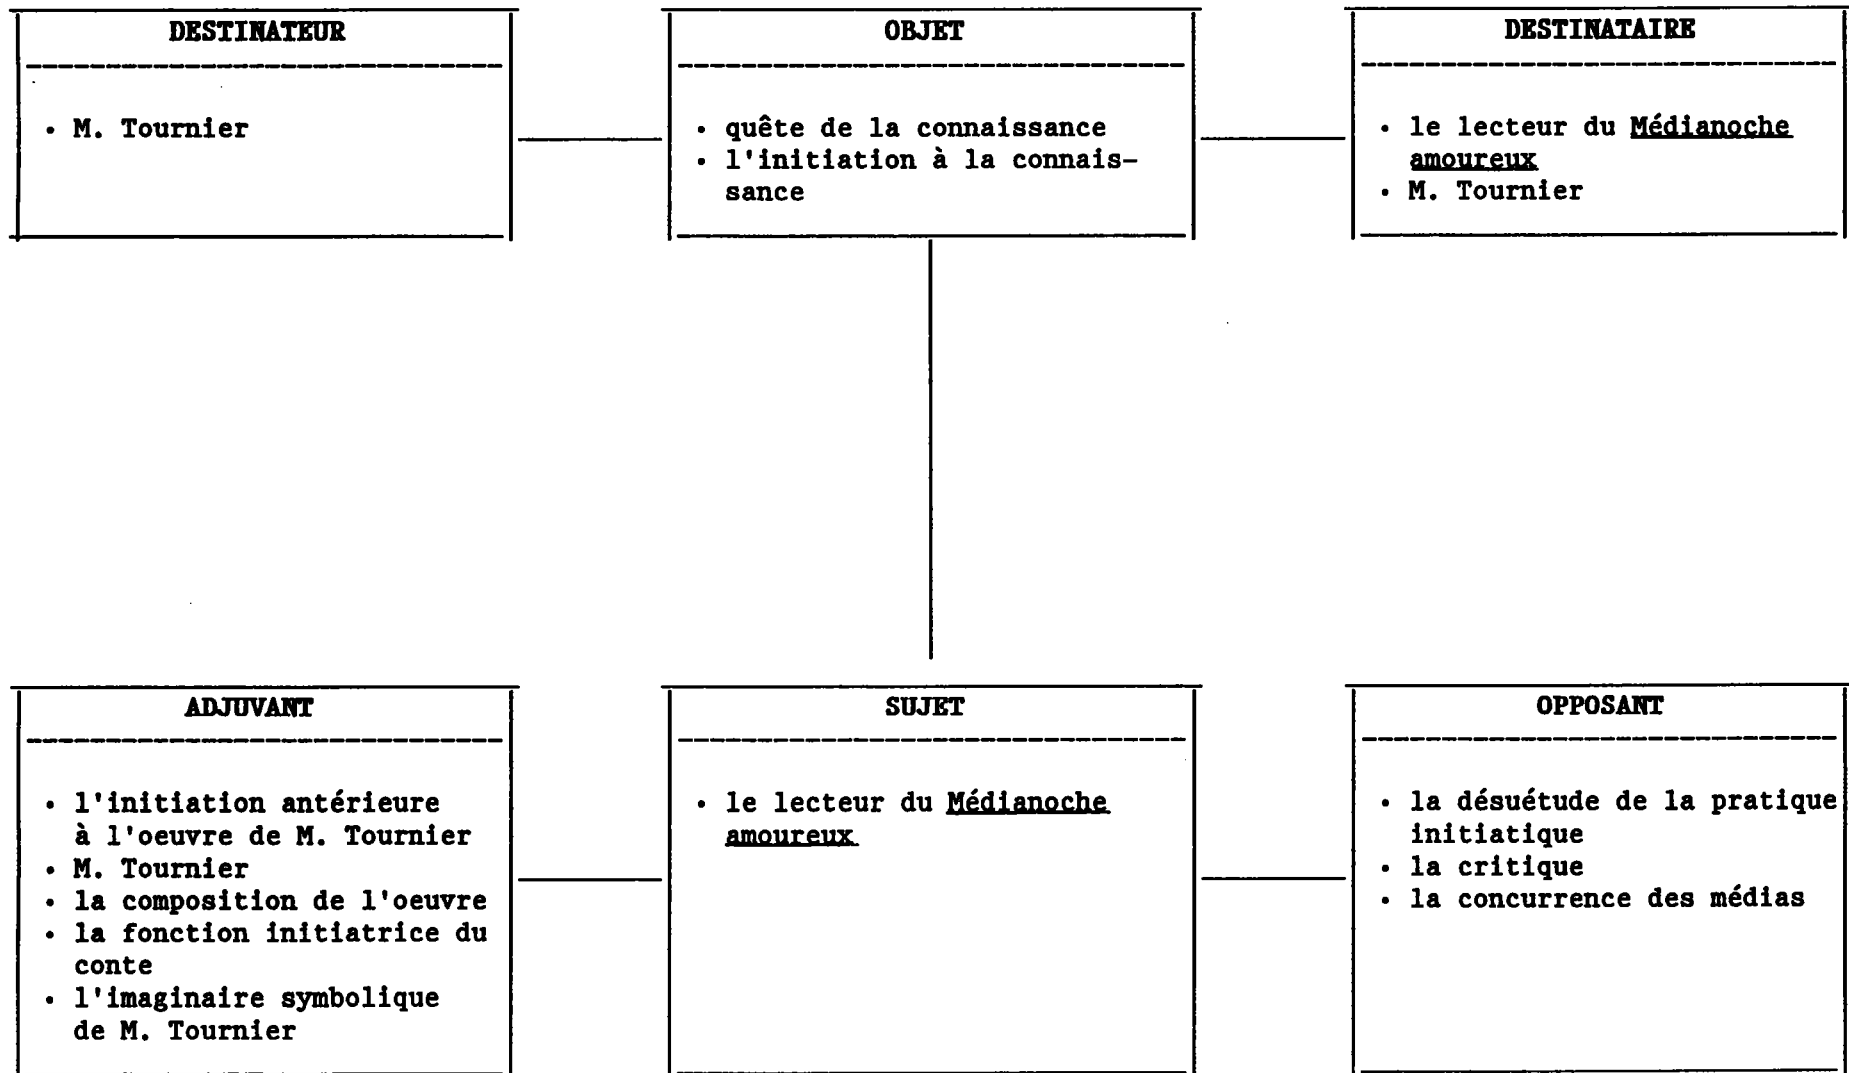 DESTINATEUR
• M. Tournier
OBJET
• quête de la connaissance
• l'initiation à la connais-
sance
DESTINATAIRE
• le lecteur du Médianoche
amoureux
• M. Tournier
ADJUVANT
• l'initiation antérieure
à l'oeuvre de M. Tournier
• M. Tournier
• la composition de l'oeuvre
• la fonction initiatrice du
conte
• l'imaginaire symbolique
de M. Tournier
SUJET
• le lecteur du Médianoche
amoureux
OPPOSANT
• la désuétude de la pratique
initiatique
• la critique
• la concurrence des médias